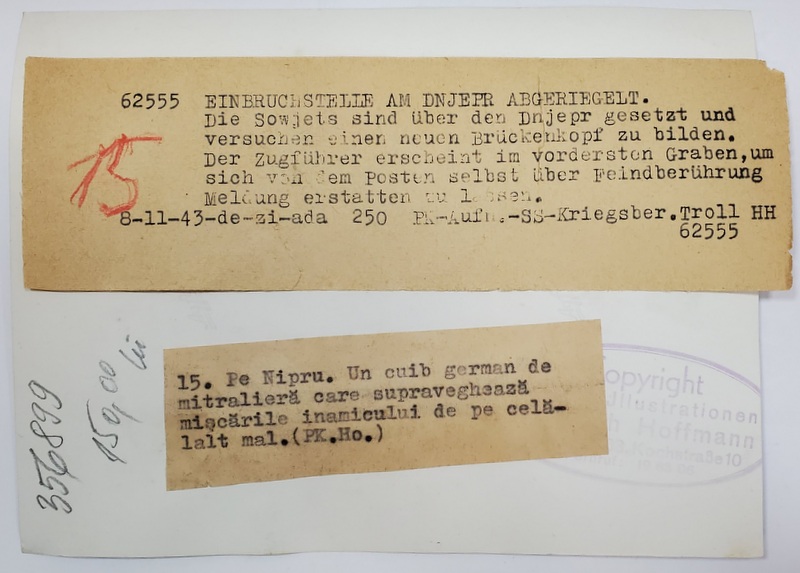 62555 EINBRUCHSTELLE AM DNJEPR ABGERIEGELT.
Die Sowjets sind über den Dnjepr gesetzt und
versuchen einen neuen Brückenkopf zu bilden.
Der Zugführer erscheint im vordersten Graben,um
sich von dem Posten selbst über Feindberührung
Meldung erstatten zu lassen.
8-11-43-de-zi-ada 250 PK-Aufn.-SS-Kriegsber.Troll HH
62555
15
15. Pe Nipru. Un cuib german de
mitralieră care supraveghează
mişcările inamicului de pe celă-
lalt mal.(PK.Ho.)
356899
150,00
lei
Copyright
Illustrationen
Hoffmann